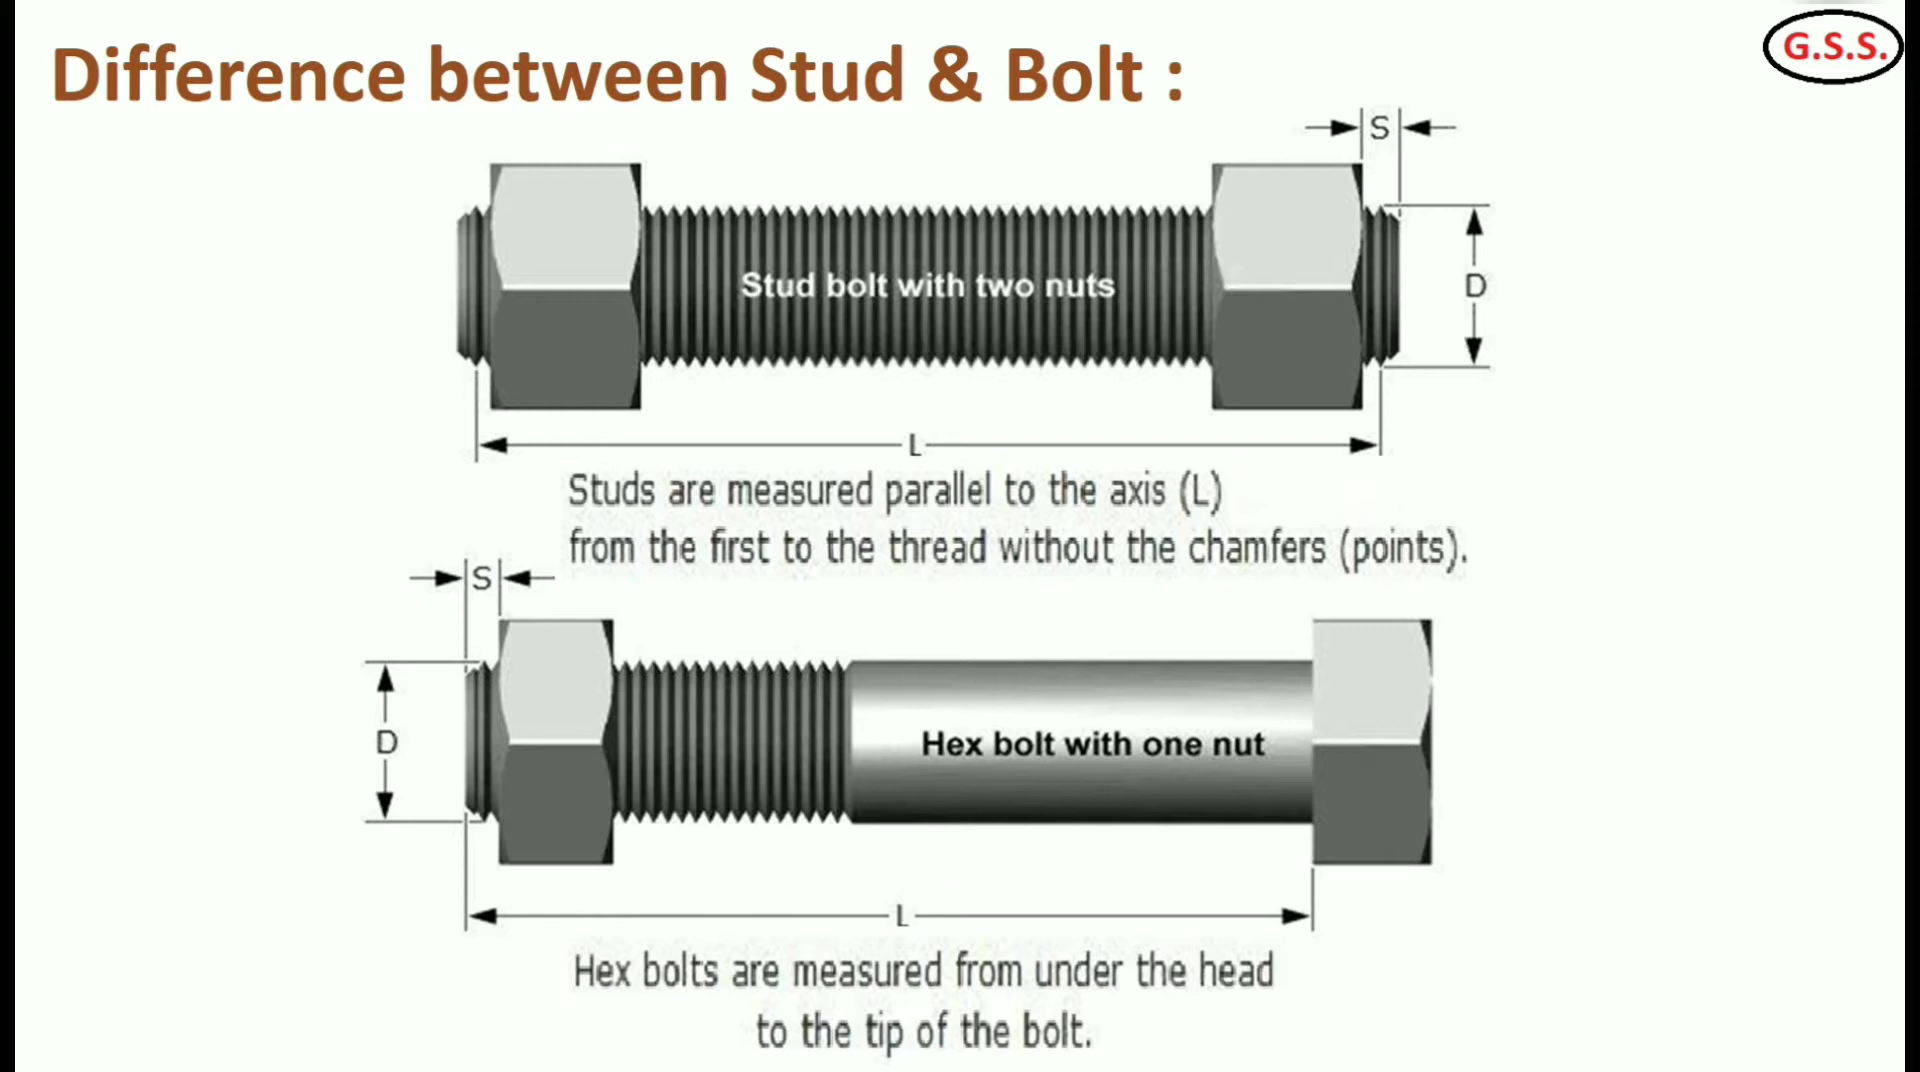 Difference between Stud & Bolt :
G.S.S.
S
Stud bolt with two nuts
D
L
Studs are measured parallel to the axis (L)
from the first to the thread without the chamfers (points).
S
D
Hex bolt with one nut
L
Hex bolts are measured from under the head
to the tip of the bolt.